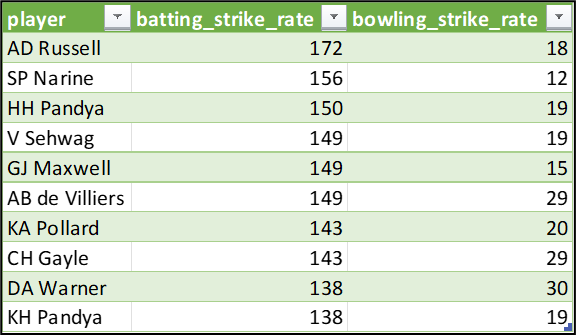 player batting_strike_rate bowling_strike_rate
AD Russell 172 18
SP Narine 156 12
HH Pandya 150 19
V Sehwag 149 19
GJ Maxwell 149 15
AB de Villiers 149 29
KA Pollard 143 20
CH Gayle 143 29
DA Warner 138 30
KH Pandya 138 19